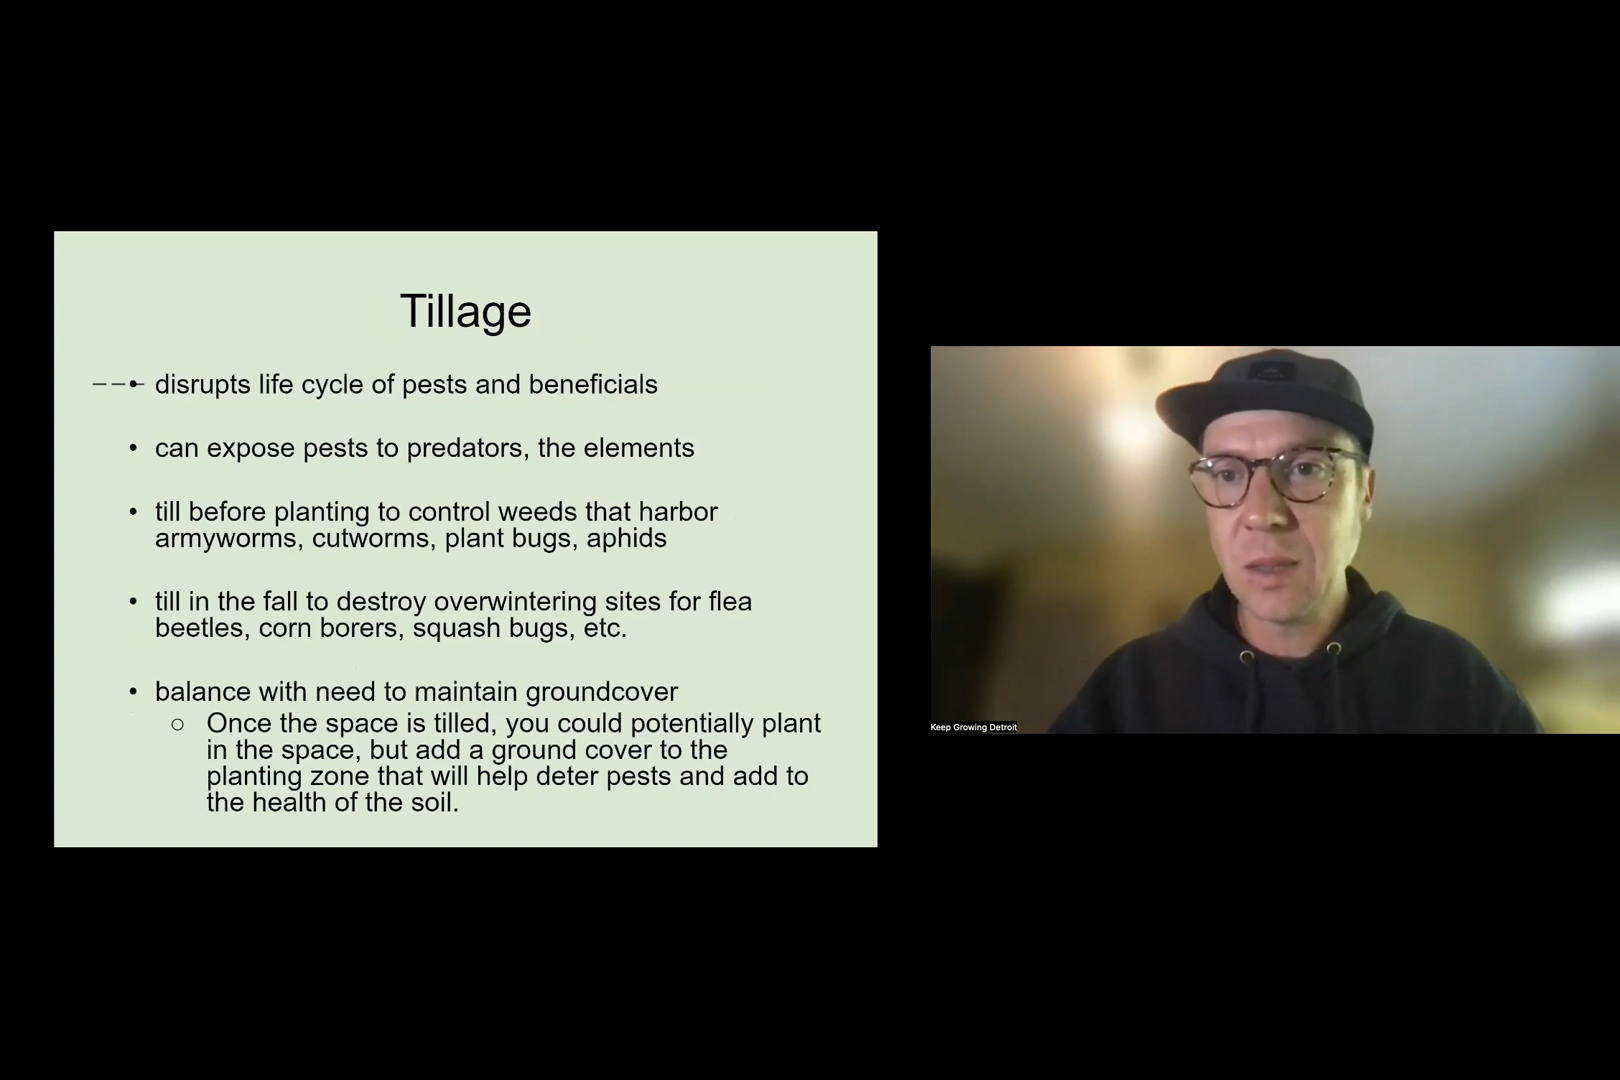 Tillage
• disrupts life cycle of pests and beneficials
• can expose pests to predators, the elements
• till before planting to control weeds that harbor
armyworms, cutworms, plant bugs, aphids
• till in the fall to destroy overwintering sites for flea
beetles, corn borers, squash bugs, etc.
• balance with need to maintain groundcover
○ Once the space is tilled, you could potentially plant
in the space, but add a ground cover to the
planting zone that will help deter pests and add to
the health of the soil.
Keep Growing Detroit